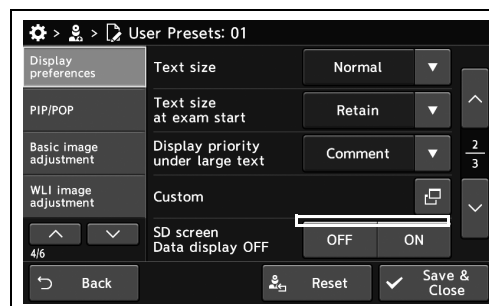 > > User Presets: 01
Display
preferences
PIP/POP
Basic image
adjustment
WLI image
adjustment
4/6
Text size
Normal
Text size
at exam start
Retain
Display priority
under large text
Comment
Custom
SD screen
Data display OFF
OFF
ON
2
3
Back
Reset
Save &
Close